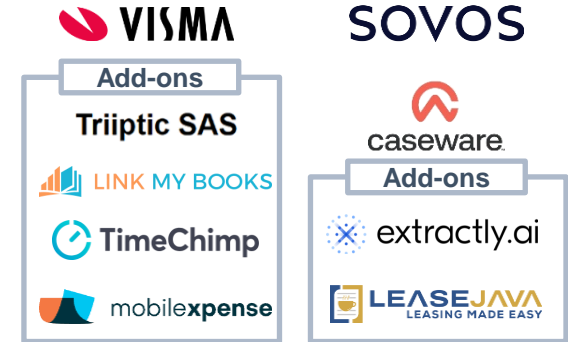 VISMA
Add-ons
Triiptic SAS
LINK MY BOOKS
TimeChimp
mobilexpense
SOVOS
caseware.
Add-ons
extractly.ai
LEASEJAVA
LEASING MADE EASY